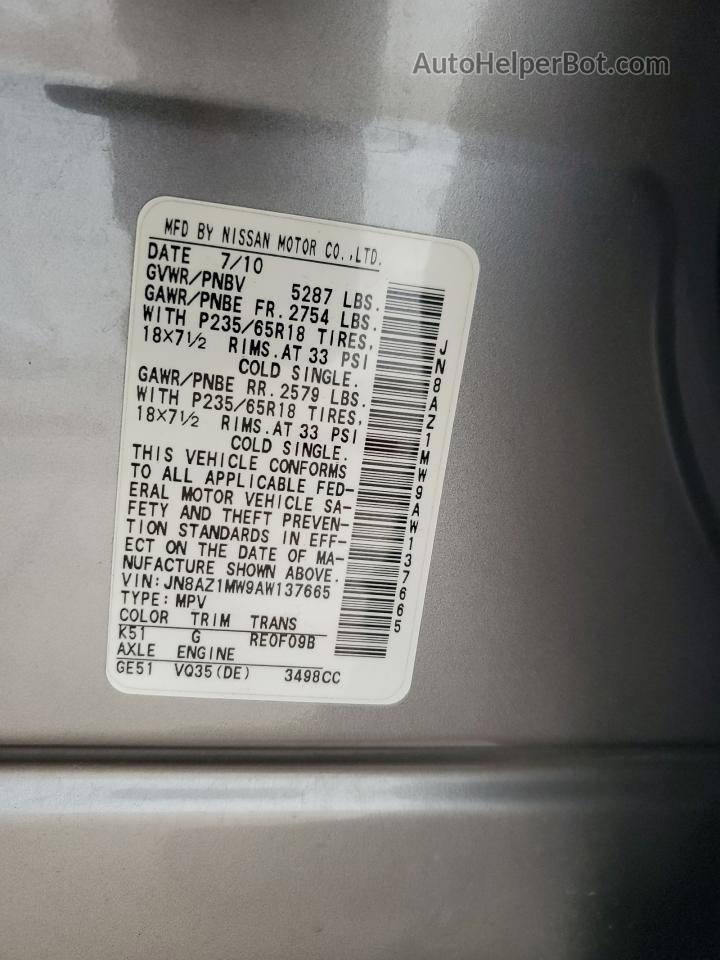 AutoHelperBot.com
MFD BY NISSAN MOTOR CO.,LTD.
DATE 7/10
GVWR/PNBV 5287 LBS.
GAWR/PNBE FR. 2754 LBS.
WITH P235/65R18 TIRES,
18X7½ RIMS.AT 33 PSI
COLD SINGLE.
GAWR/PNBE RR. 2579 LBS.
WITH P235/65R18 TIRES,
18X7½ RIMS.AT 33 PSI
COLD SINGLE.
THIS VEHICLE CONFORMS
TO ALL APPLICABLE FED-
ERAL MOTOR VEHICLE SA-
FETY AND THEFT PREVEN-
TION STANDARDS IN EFF-
ECT ON THE DATE OF MA-
NUFACTURE SHOWN ABOVE.
VIN: JN8AZ1MW9AW137665
TYPE: MPV
COLOR TRIM TRANS
K51 G RE0F09B
AXLE ENGINE
GE51 VQ35(DE) 3498CC
JN8AZ1MW9AW137665